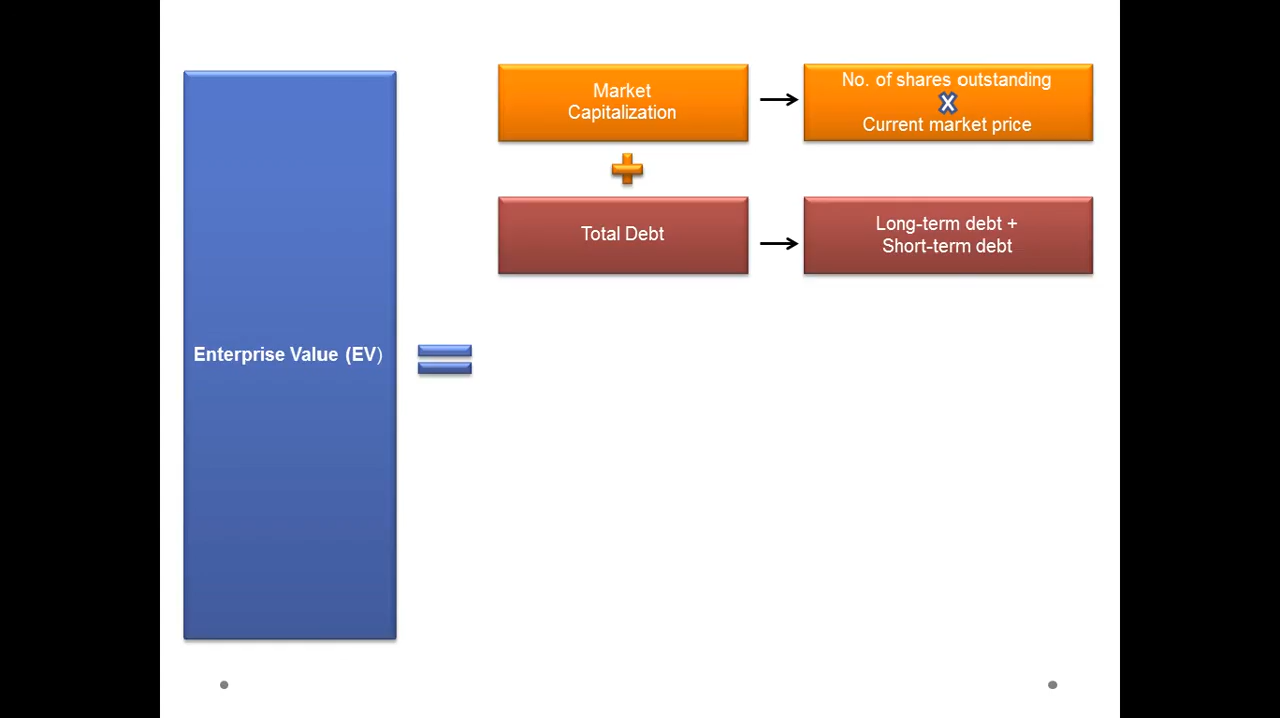 Market
Capitalization
No. of shares outstanding
X
Current market price
Total Debt
Long-term debt +
Short-term debt
Enterprise Value (EV)